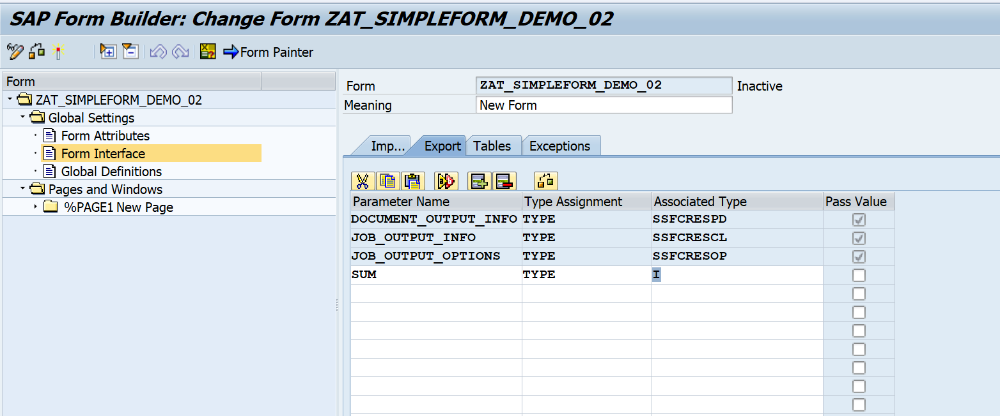 SAP Form Builder: Change Form ZAT_SIMPLEFORM_DEMO_02
Form Painter
Form
ZAT_SIMPLEFORM_DEMO_02
Global Settings
Form Attributes
Form Interface
Global Definitions
Pages and Windows
%PAGE1 New Page
Form ZAT_SIMPLEFORM_DEMO_02 Inactive
Meaning New Form
Imp... Export Tables Exceptions
Parameter Name Type Assignment Associated Type Pass Value
DOCUMENT_OUTPUT_INFO TYPE SSFCRESPD
JOB_OUTPUT_INFO TYPE SSFCRESCL
JOB_OUTPUT_OPTIONS TYPE SSFCRESOP
SUM TYPE I